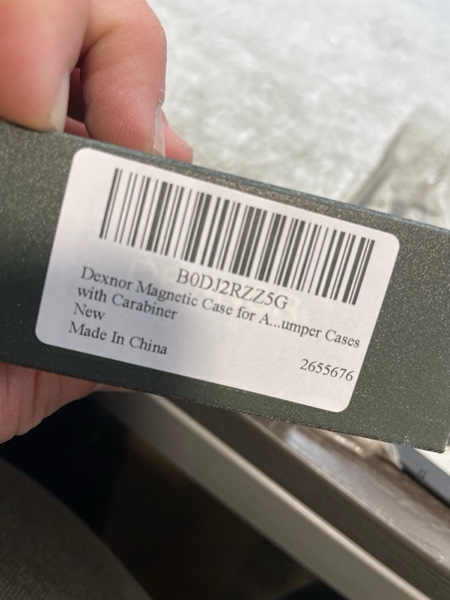 B0DJ2RZZ5G
Dexnor Magnetic Case for A...umper Cases
with Carabiner
New
Made In China
2655676